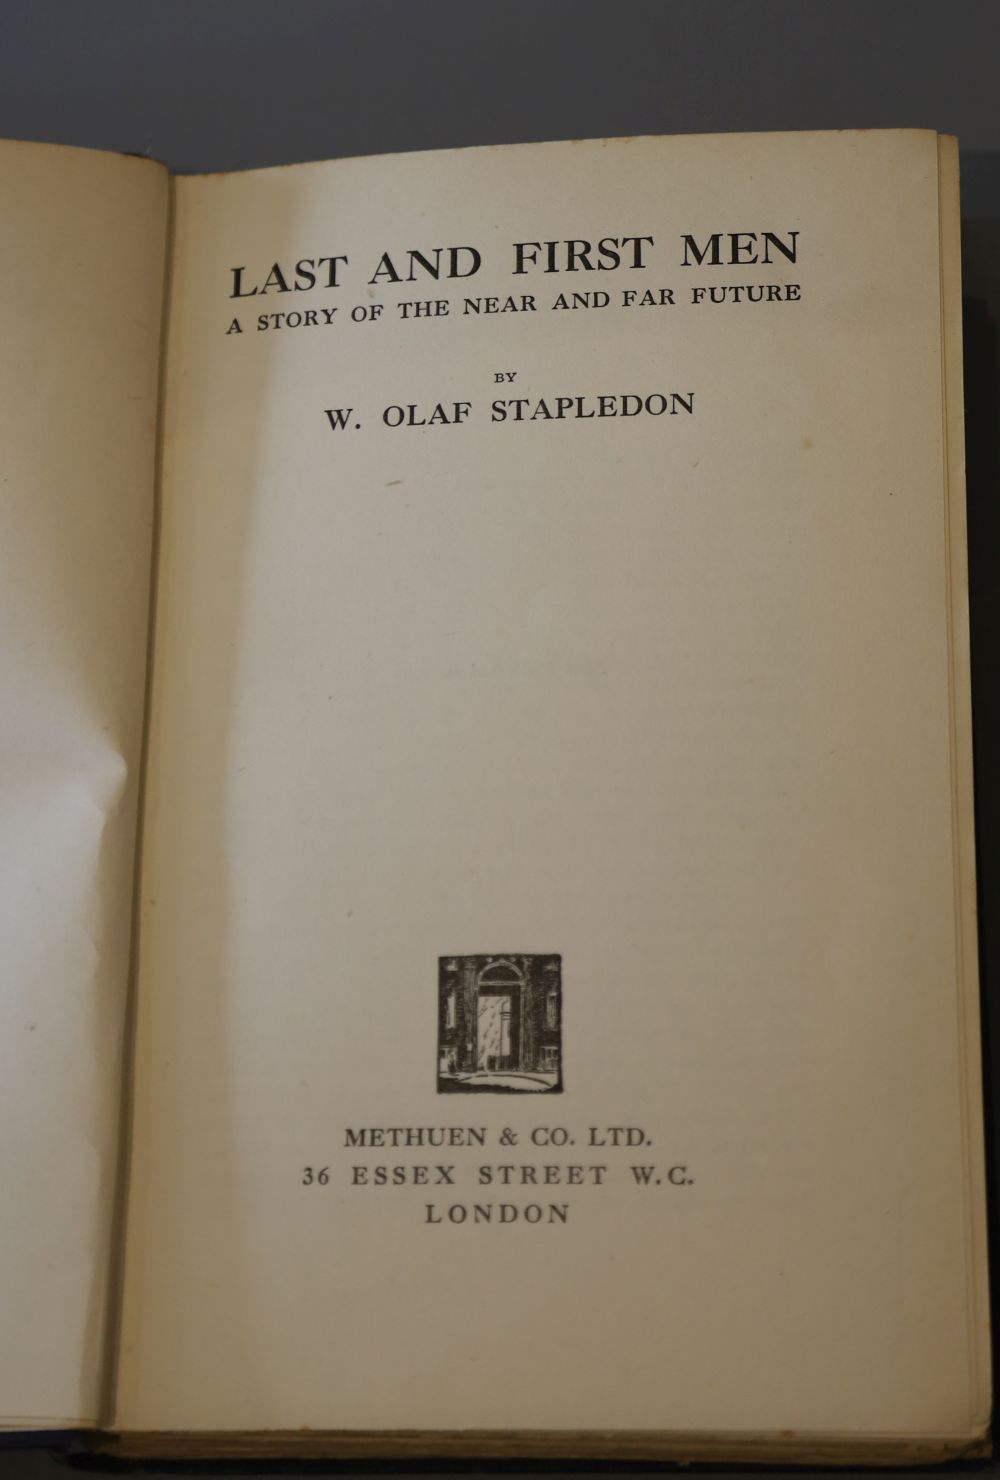 LAST AND FIRST MEN
A STORY OF THE NEAR AND FAR FUTURE
BY
W. OLAF STAPLEDON
METHUEN & CO. LTD.
36 ESSEX STREET W.C.
LONDON